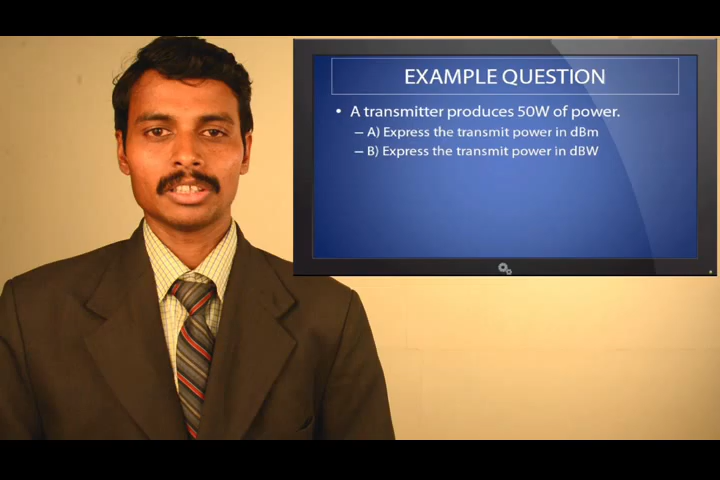 EXAMPLE QUESTION
• A transmitter produces 50W of power.
– A) Express the transmit power in dBm
– B) Express the transmit power in dBW